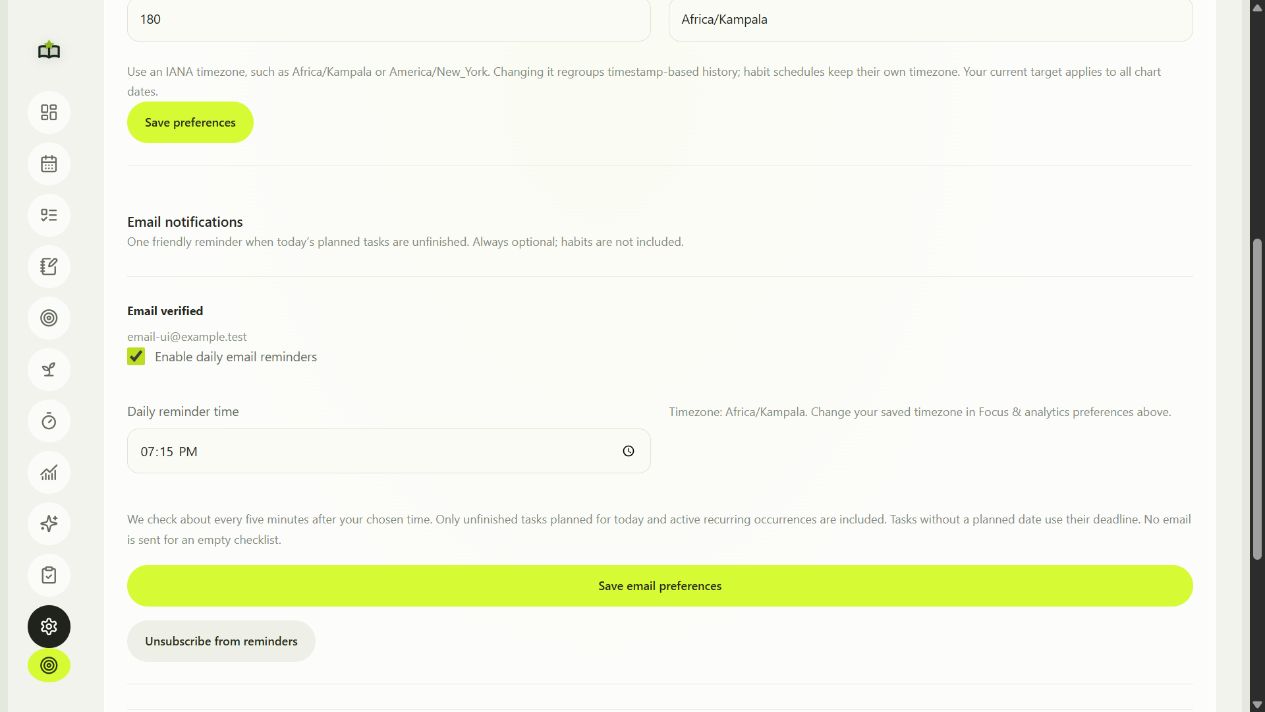 180
Africa/Kampala
Use an IANA timezone, such as Africa/Kampala or America/New_York. Changing it regroups timestamp-based history; habit schedules keep their own timezone. Your current target applies to all chart
dates.
Save preferences
Email notifications
One friendly reminder when today's planned tasks are unfinished. Always optional; habits are not included.
Email verified
email-ui@example.test
Enable daily email reminders
Daily reminder time
Timezone: Africa/Kampala. Change your saved timezone in Focus & analytics preferences above.
07:15 PM
We check about every five minutes after your chosen time. Only unfinished tasks planned for today and active recurring occurrences are included. Tasks without a planned date use their deadline. No email
is sent for an empty checklist.
Save email preferences
Unsubscribe from reminders